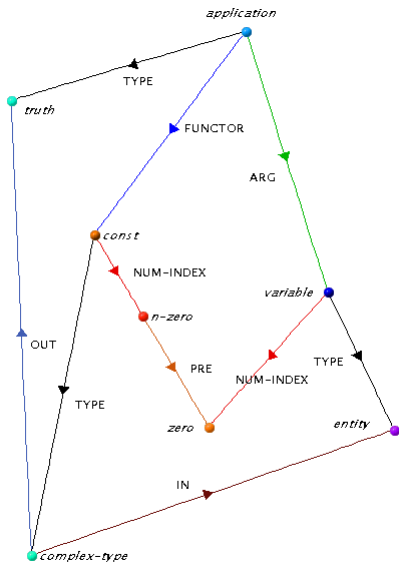 application
TYPE
truth
FUNCTOR
ARG
const
NUM-INDEX
variable
n-zero
OUT
TYPE
PRE
NUM-INDEX
TYPE
zero
entity
IN
complex-type